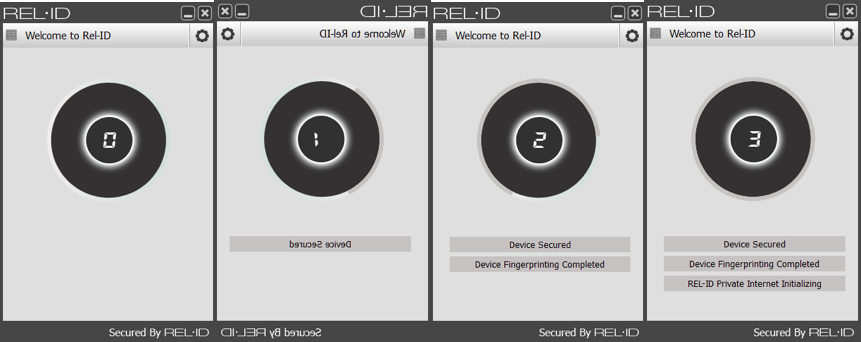 REL·ID
Welcome to Rel-ID
0
Secured By REL·ID
REL·ID
Welcome to Rel-ID
1
Device Secured
Secured By REL·ID
REL·ID
Welcome to Rel-ID
2
Device Secured
Device Fingerprinting Completed
Secured By REL·ID
REL·ID
Welcome to Rel-ID
3
Device Secured
Device Fingerprinting Completed
REL-ID Private Internet Initializing
Secured By REL·ID